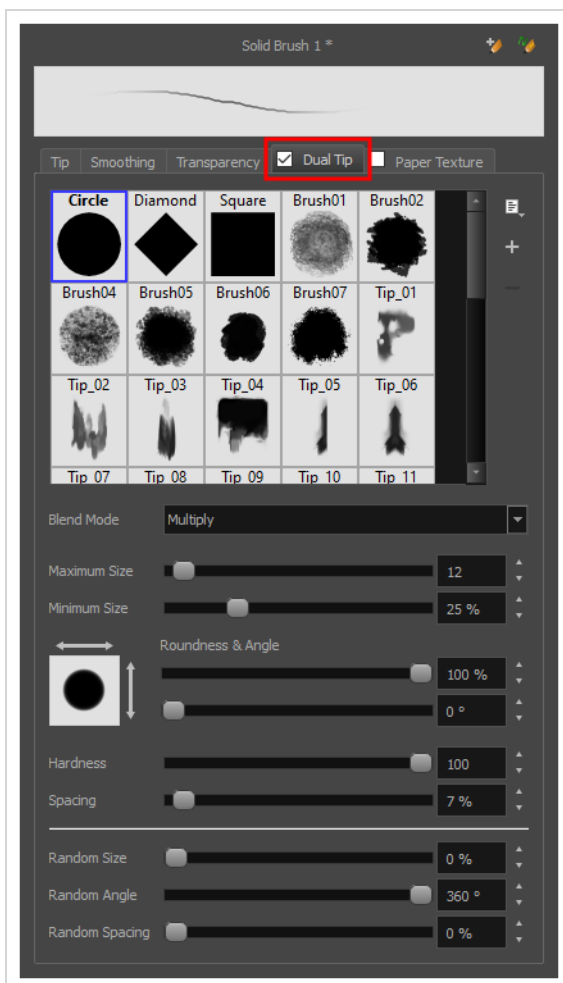 Solid Brush 1 *
Tip Smoothing Transparency Dual Tip Paper Texture
Circle Diamond Square Brush01 Brush02
Brush04 Brush05 Brush06 Brush07 Tip_01
Tip_02 Tip_03 Tip_04 Tip_05 Tip_06
Tip_07 Tip_08 Tip_09 Tip_10 Tip_11
Blend Mode Multiply
Maximum Size 12
Minimum Size 25 %
Roundness & Angle
100 %
0 °
Hardness 100
Spacing 7 %
Random Size 0 %
Random Angle 360 °
Random Spacing 0 %